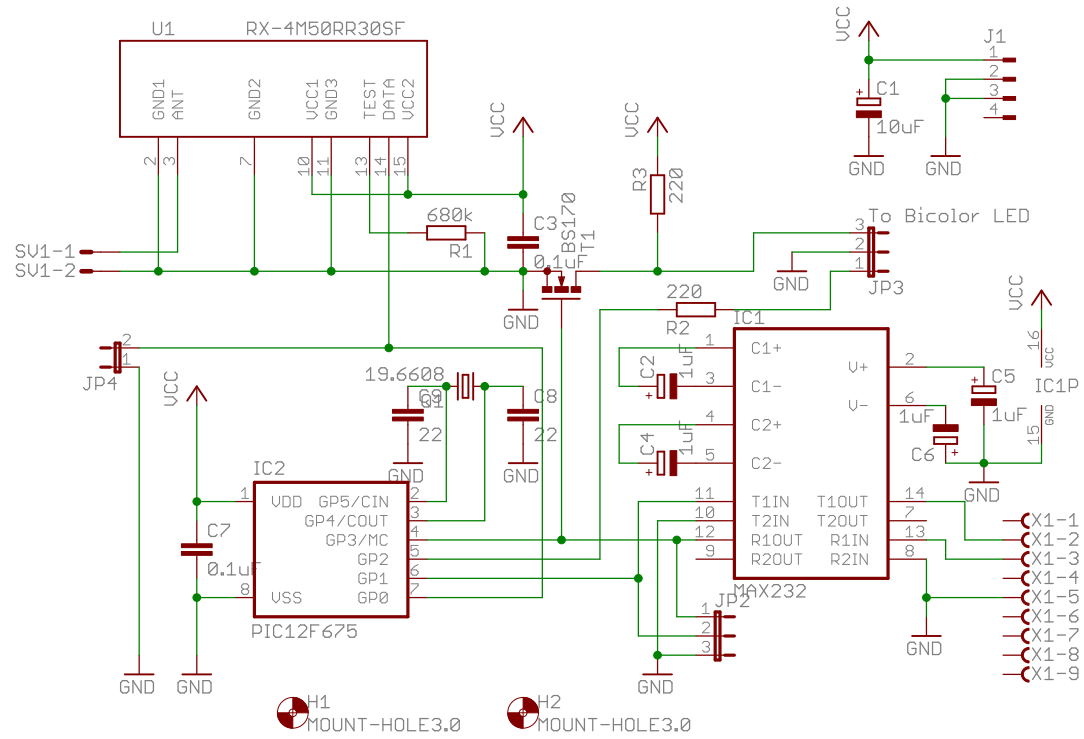 U1 RX-4M50RR30SF
GND1
ANT
GND2
VCC1
GND3
TEST
DATA
VCC2
2
3
7
10
11
13
14
15
VCC
VCC
VCC
J1
1
2
3
4
C1
+
10uF
GND
GND
680k
R1
C3
0.1uF
BS170
T1
R3
220
SV1-1
SV1-2
GND
To Bicolor LED
3
2
1
JP3
GND
220
R2
IC1
2
1
JP4
VCC
19.6608
C9
Q1
C8
22
22
GND
GND
1 C1+
C2
1uF
+
3 C1-
4 C2+
C4
1uF
+
5 C2-
V+ 2
V- 6
+
C5
1uF
1uF
C6
+
GND
VCC
16
VCC
IC1P
GND
15
IC2
1 VDD GP5/CIN 2
GP4/COUT 3
GP3/MC 4
GP2 5
GP1 6
8 VSS GP0 7
PIC12F675
C7
0.1uF
11 T1IN T1OUT 14
10 T2IN T2OUT 7
12 R1OUT R1IN 13
9 R2OUT R2IN 8
MAX232
JP2
1
2
3
X1-1
X1-2
X1-3
X1-4
X1-5
X1-6
X1-7
X1-8
X1-9
GND
GND
GND
GND
H1
MOUNT-HOLE3.0
H2
MOUNT-HOLE3.0